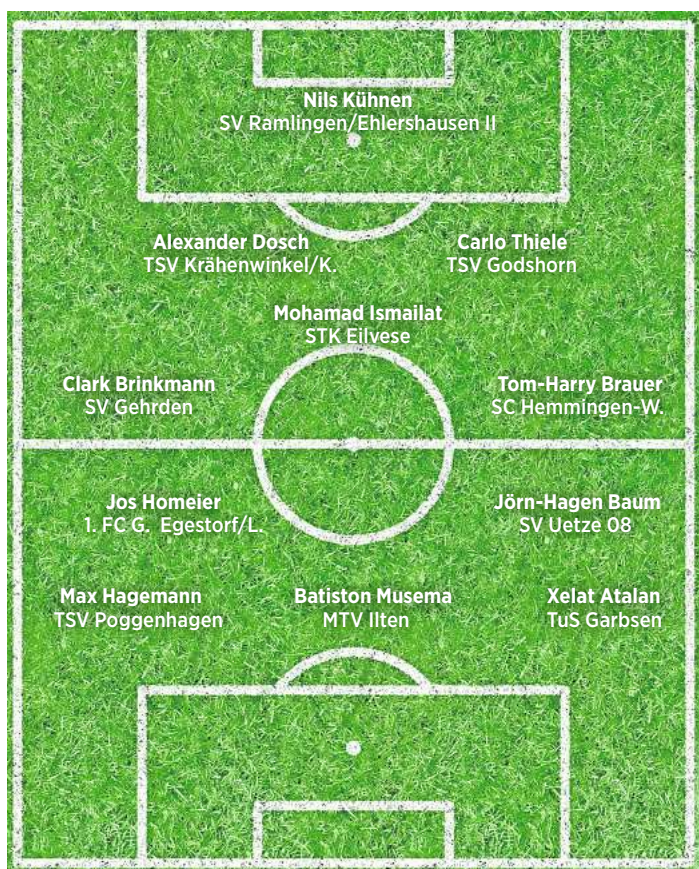 Nils Kühnen
SV Ramlingen/Ehlershausen II
Alexander Dosch
TSV Krähenwinkel/K.
Carlo Thiele
TSV Godshorn
Mohamad Ismailat
STK Eilvese
Clark Brinkmann
SV Gehrden
Tom-Harry Brauer
SC Hemmingen-W.
Jos Homeier
1. FC G. Egestorf/L.
Jörn-Hagen Baum
SV Uetze 08
Max Hagemann
TSV Poggenhagen
Batiston Musema
MTV Ilten
Xelat Atalan
TuS Garbsen